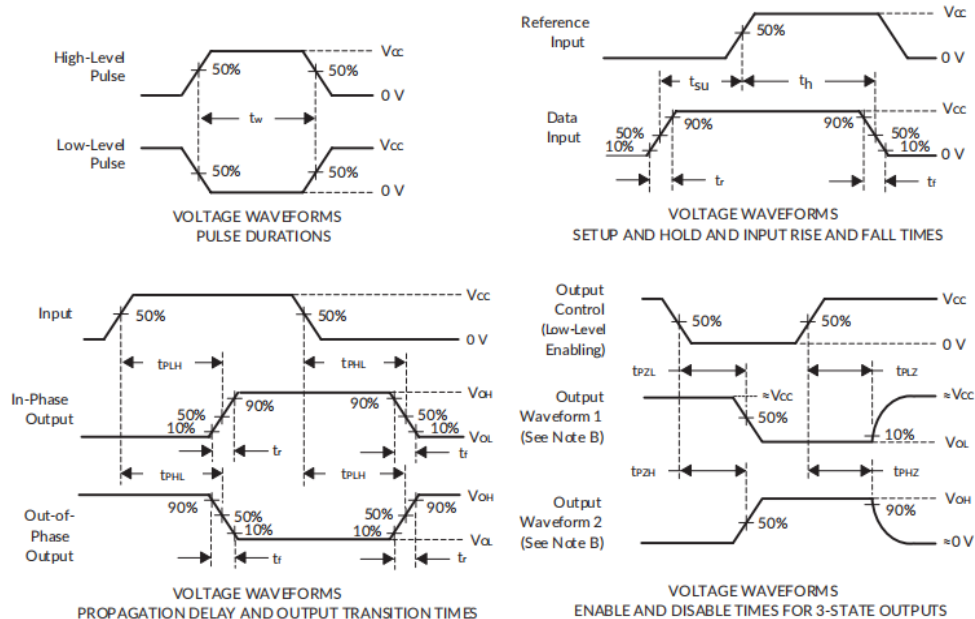 High-Level
Pulse
50%
50%
Vcc
0 V
tw
Low-Level
Pulse
50%
50%
Vcc
0 V
VOLTAGE WAVEFORMS
PULSE DURATIONS
Reference
Input
50%
Vcc
0 V
tsu
th
Data
Input
50%
10%
90%
90%
50%
10%
Vcc
0 V
tr
tf
VOLTAGE WAVEFORMS
SETUP AND HOLD AND INPUT RISE AND FALL TIMES
Input
50%
50%
Vcc
0 V
tPLH
tPHL
In-Phase
Output
50%
10%
90%
90%
50%
10%
VOH
VOL
tr
tf
tPHL
tPLH
Out-of-
Phase
Output
90%
50%
10%
50%
10%
90%
VOH
VOL
tf
tr
VOLTAGE WAVEFORMS
PROPAGATION DELAY AND OUTPUT TRANSITION TIMES
Output
Control
(Low-Level
Enabling)
50%
50%
Vcc
0 V
tPZL
tPLZ
Output
Waveform 1
(See Note B)
≈Vcc
50%
≈Vcc
10%
VOL
tPZH
tPHZ
Output
Waveform 2
(See Note B)
50%
VOH
90%
≈0 V
VOLTAGE WAVEFORMS
ENABLE AND DISABLE TIMES FOR 3-STATE OUTPUTS